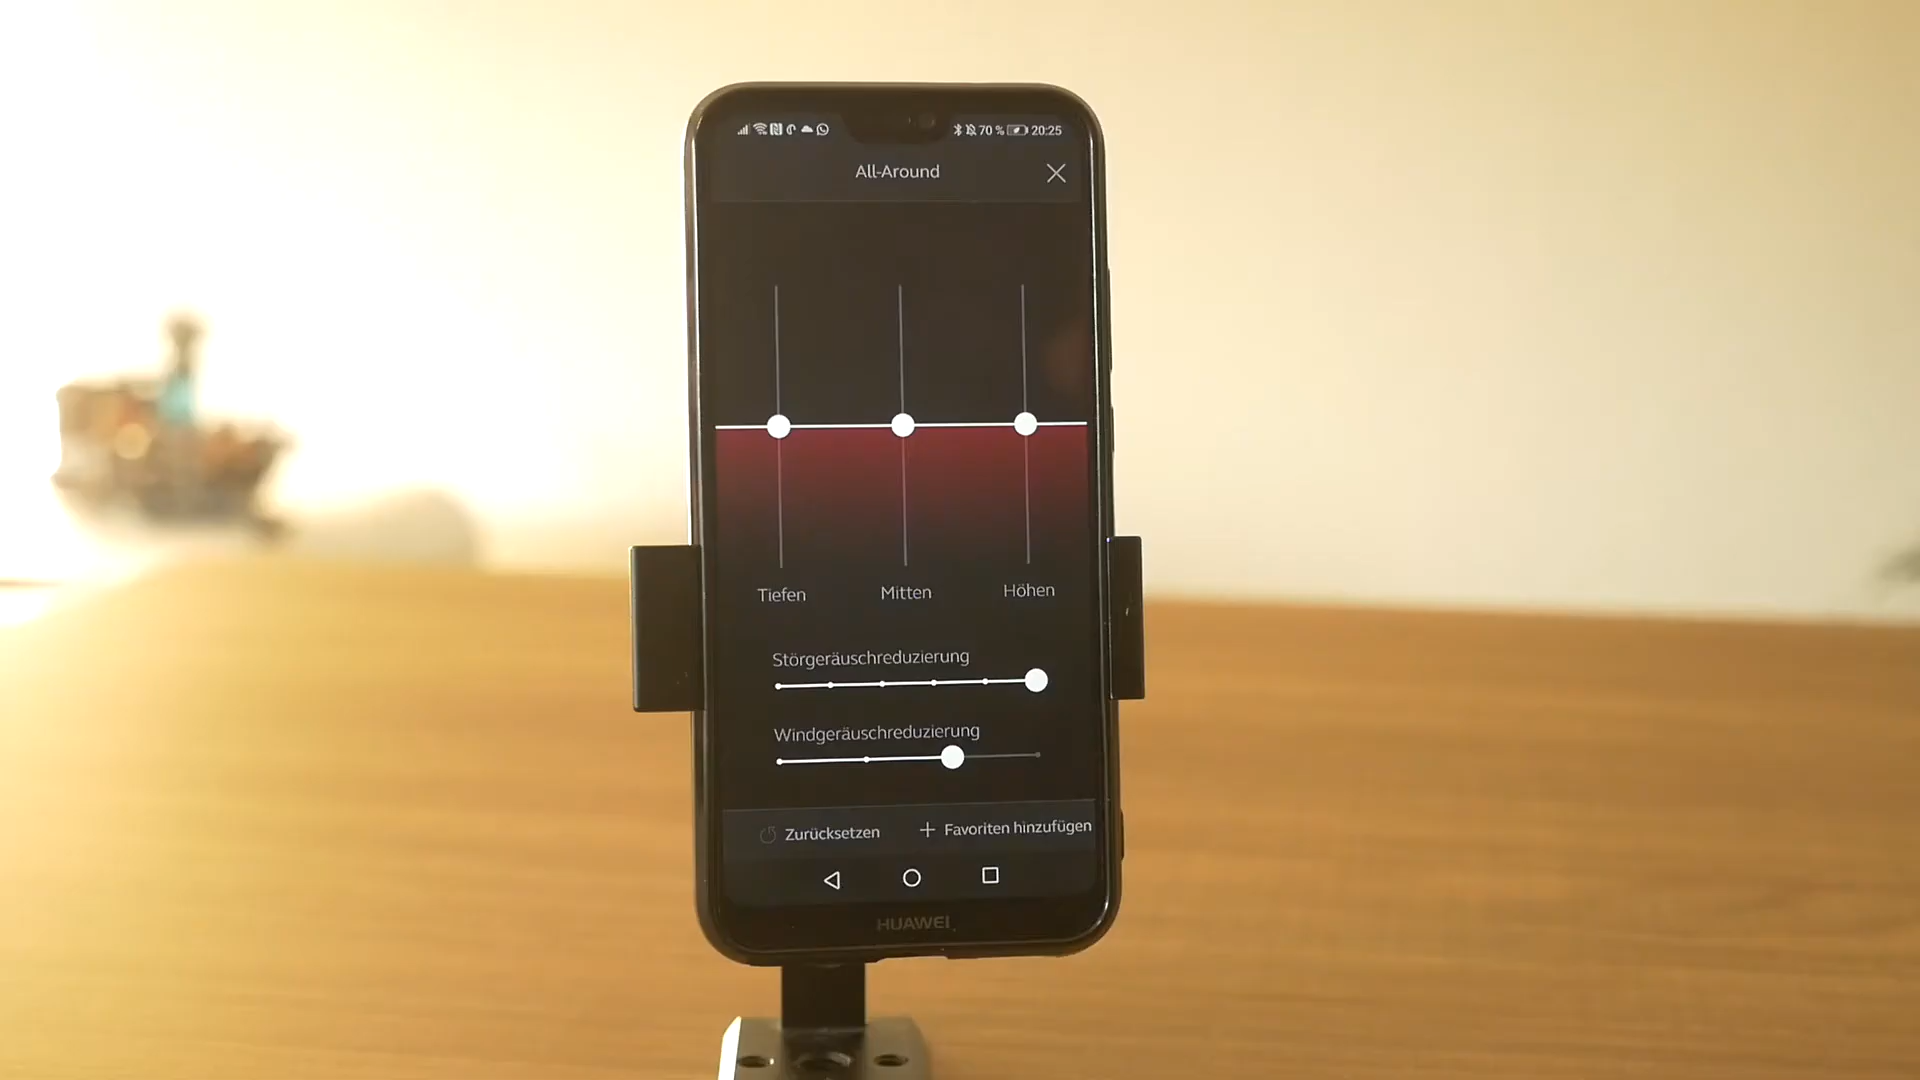 70 % 20:25
All-Around
Tiefen Mitten Höhen
Störgeräuschreduzierung
Windgeräuschreduzierung
Zurücksetzen + Favoriten hinzufügen
HUAWEI